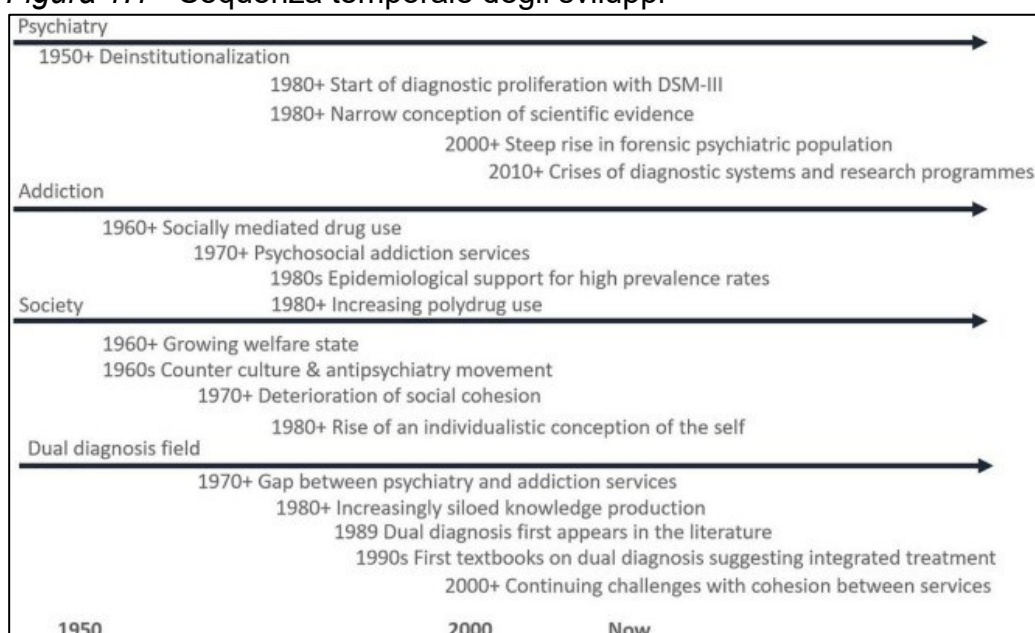 Sequenza temporale degli sviluppi
Psychiatry
1950+ Deinstitutionalization
1980+ Start of diagnostic proliferation with DSM-III
1980+ Narrow conception of scientific evidence
2000+ Steep rise in forensic psychiatric population
2010+ Crises of diagnostic systems and research programmes
Addiction
1960+ Socially mediated drug use
1970+ Psychosocial addiction services
1980s Epidemiological support for high prevalence rates
1980+ Increasing polydrug use
Society
1960+ Growing welfare state
1960s Counter culture & antipsychiatry movement
1970+ Deterioration of social cohesion
1980+ Rise of an individualistic conception of the self
Dual diagnosis field
1970+ Gap between psychiatry and addiction services
1980+ Increasingly siloed knowledge production
1989 Dual diagnosis first appears in the literature
1990s First textbooks on dual diagnosis suggesting integrated treatment
2000+ Continuing challenges with cohesion between services
1950 2000 Now